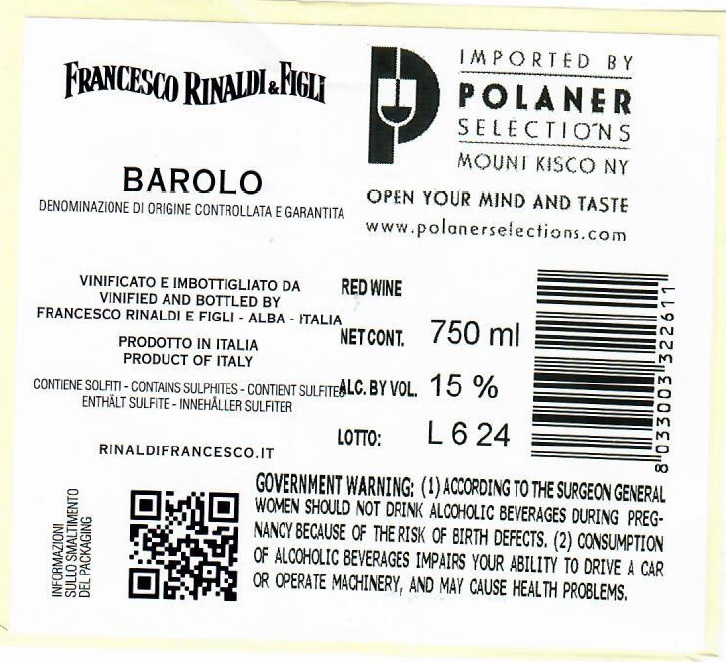 FRANCESCO RINALDI & FIGLI
BAROLO
DENOMINAZIONE DI ORIGINE CONTROLLATA E GARANTITA
IMPORTED BY
POLANER
SELECTIONS
MOUNT KISCO NY
OPEN YOUR MIND AND TASTE
www.polanerselections.com
VINIFICATO E IMBOTTIGLIATO DA
VINIFIED AND BOTTLED BY
FRANCESCO RINALDI E FIGLI - ALBA - ITALIA
PRODOTTO IN ITALIA
PRODUCT OF ITALY
CONTIENE SOLFITI - CONTAINS SULPHITES - CONTIENT SULFITES
ENTHÄLT SULFITE - INNEHÅLLER SULFITER
RINALDIFRANCESCO.IT
RED WINE
NET CONT. 750 ml
ALC. BY VOL. 15 %
LOTTO: L 6 24
8 033003 322611
INFORMAZIONI
SULLO SMALTIMENTO
DEL PACKAGING
GOVERNMENT WARNING: (1) ACCORDING TO THE SURGEON GENERAL
WOMEN SHOULD NOT DRINK ALCOHOLIC BEVERAGES DURING PREG-
NANCY BECAUSE OF THE RISK OF BIRTH DEFECTS. (2) CONSUMPTION
OF ALCOHOLIC BEVERAGES IMPAIRS YOUR ABILITY TO DRIVE A CAR
OR OPERATE MACHINERY, AND MAY CAUSE HEALTH PROBLEMS.